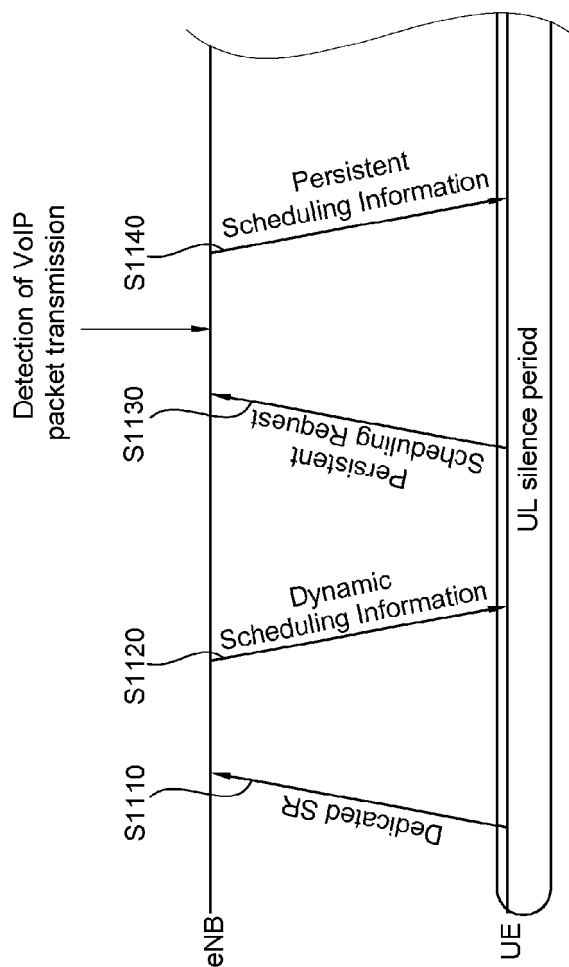 Detection of VoIP
packet transmission
S1110
S1120
S1130
S1140
eNB
Dedicated SR
Dynamic
Scheduling Information
Persistent
Scheduling Request
Persistent
Scheduling Information
UE
UL silence period